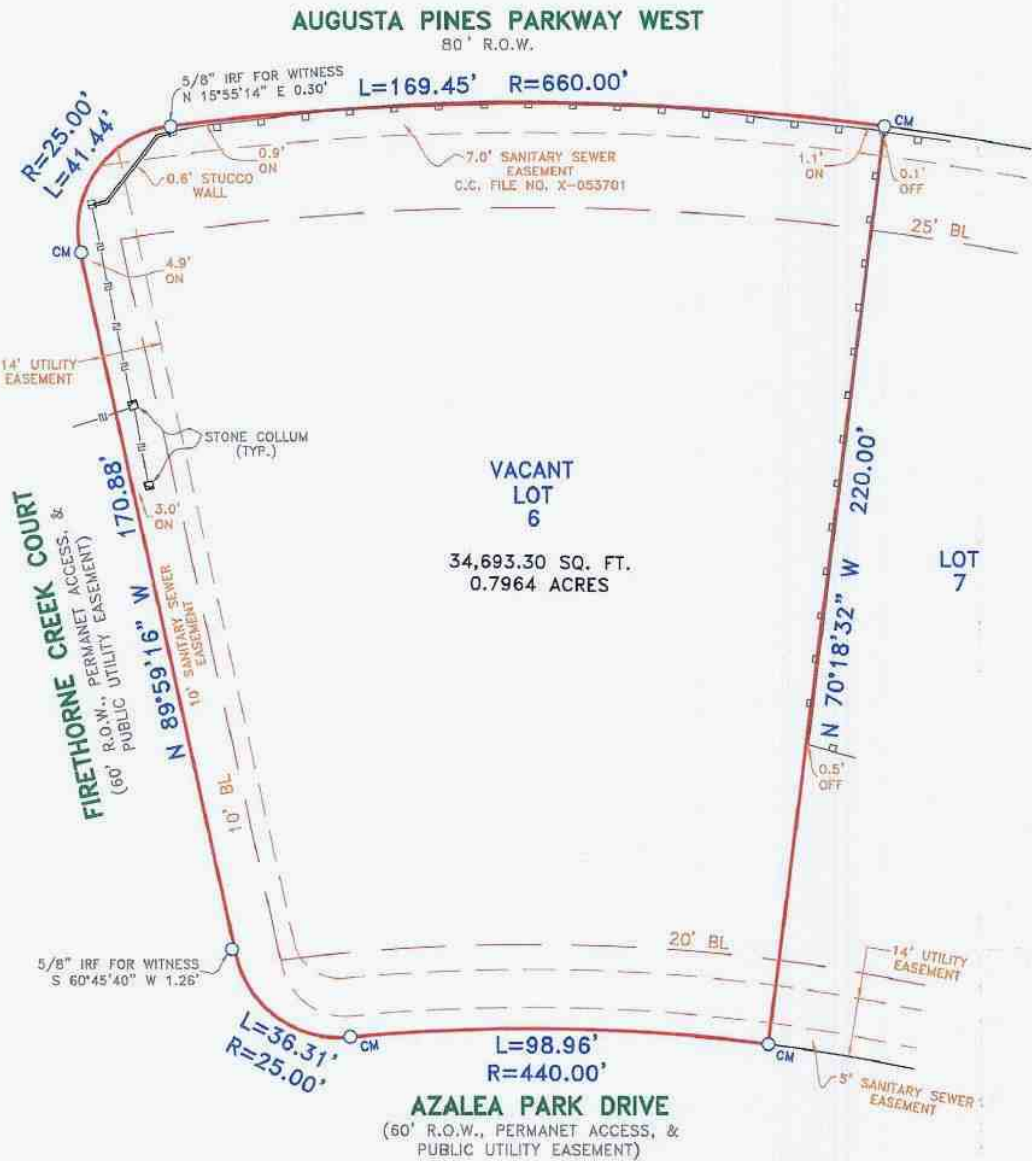 AUGUSTA PINES PARKWAY WEST
80' R.O.W.
5/8" IRF FOR WITNESS
N 15°55'14" E 0.30'
L=169.45' R=660.00'
R=25.00'
L=41.44'
CM
0.9'
ON
0.6' STUCCO
WALL
7.0' SANITARY SEWER
EASEMENT
C.C. FILE NO. X-053701
1.1'
ON
0.1'
OFF
25' BL
CM
4.9'
ON
14' UTILITY
EASEMENT
STONE COLLUM
(TYP.)
3.0'
ON
VACANT
LOT
6
34,693.30 SQ. FT.
0.7964 ACRES
N 70°18'32" W 220.00'
LOT
7
FIRETHORNE CREEK COURT
(60' R.O.W., PERMANET ACCESS, &
PUBLIC UTILITY EASEMENT)
N 89°59'16" W 170.88'
10' SANITARY SEWER
EASEMENT
10' BL
0.5'
OFF
20' BL
14' UTILITY
EASEMENT
5/8" IRF FOR WITNESS
S 60°45'40" W 1.26'
L=36.31'
R=25.00'
CM
L=98.96'
R=440.00'
CM
5' SANITARY SEWER
EASEMENT
AZALEA PARK DRIVE
(60' R.O.W., PERMANET ACCESS, &
PUBLIC UTILITY EASEMENT)